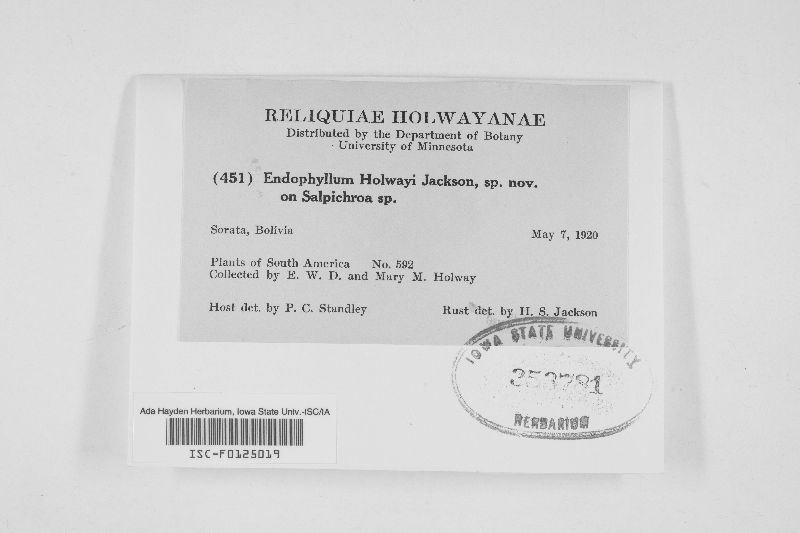 RELIQUIAE HOLWAYANAE
Distributed by the Department of Botany
University of Minnesota
(451) Endophyllum Holwayi Jackson, sp. nov.
on Salpichroa sp.
Sorata, Bolivia
May 7, 1920
Plants of South America No. 592
Collected by E. W. D. and Mary M. Holway
Host det. by P. C. Standley
Rust det. by H. S. Jackson
IOWA STATE UNIVERSITY
353781
HERBARIUM
Ada Hayden Herbarium, Iowa State Univ.-ISC/IA
ISC-F0125019